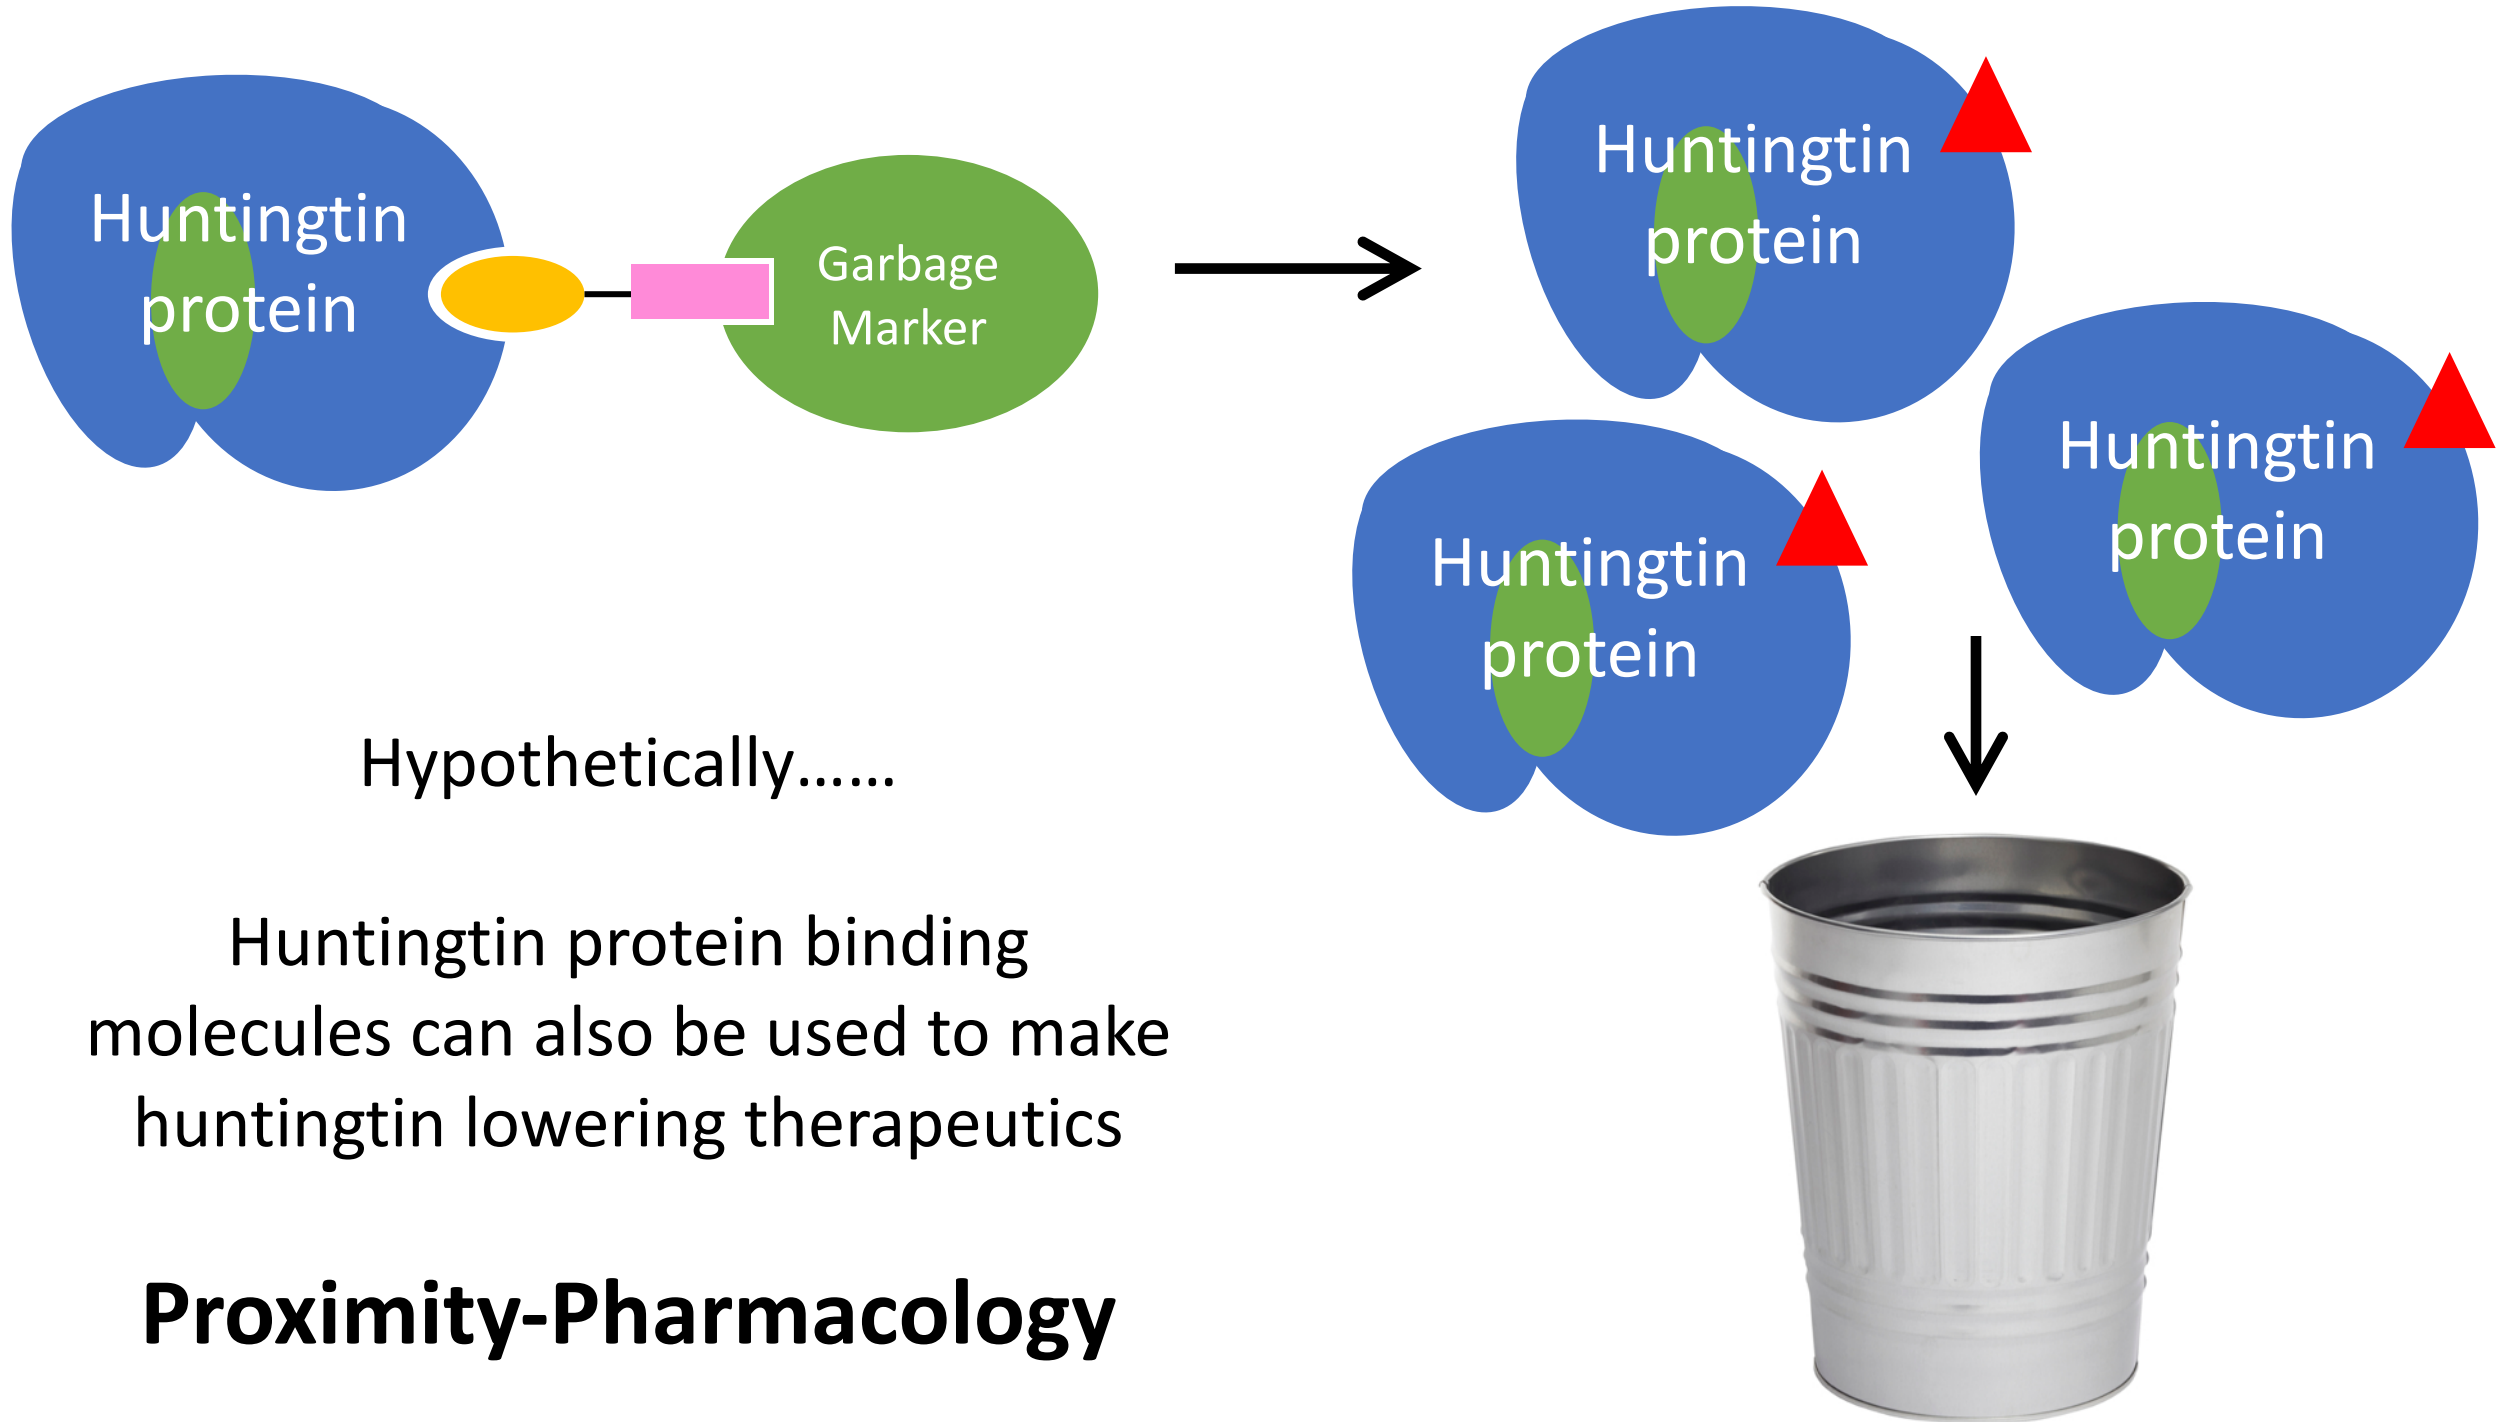 Huntingtin
protein
Garbage
Marker
Huntingtin
protein
Huntingtin
protein
Huntingtin
protein
Hypothetically......
Huntingtin protein binding
molecules can also be used to make
huntingtin lowering therapeutics
Proximity-Pharmacology